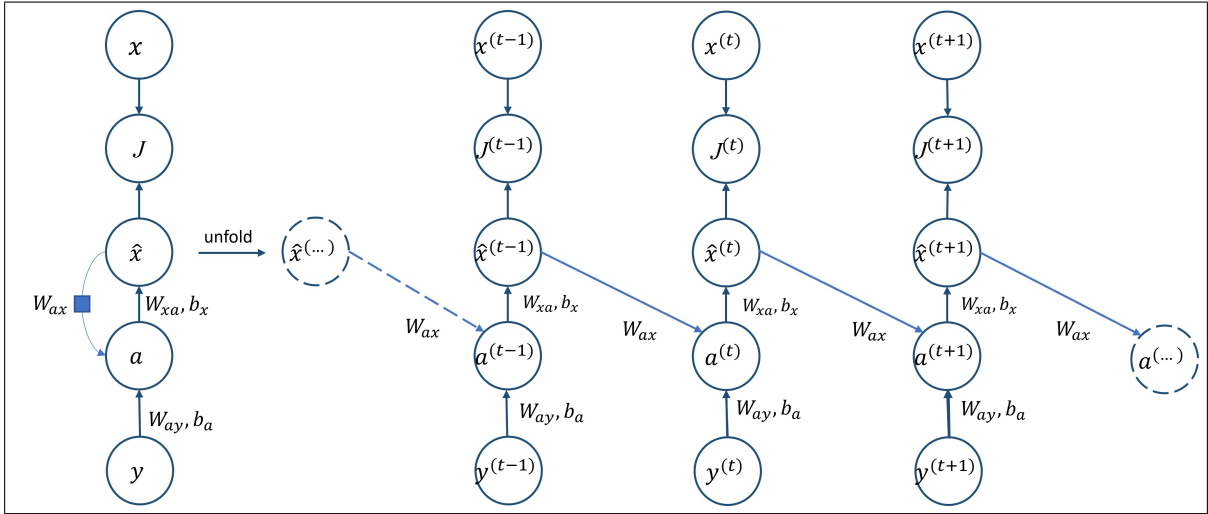 x x^(t−1) x^(t) x^(t+1)
J J^(t−1) J^(t) J^(t+1)
x̂ unfold x̂^(…) x̂^(t−1) x̂^(t) x̂^(t+1)
W_ax W_xa, b_x W_xa, b_x W_xa, b_x W_xa, b_x
W_ax W_ax W_ax W_ax
a a^(t−1) a^(t) a^(t+1) a^(…)
W_ay, b_a W_ay, b_a W_ay, b_a W_ay, b_a
y y^(t−1) y^(t) y^(t+1)